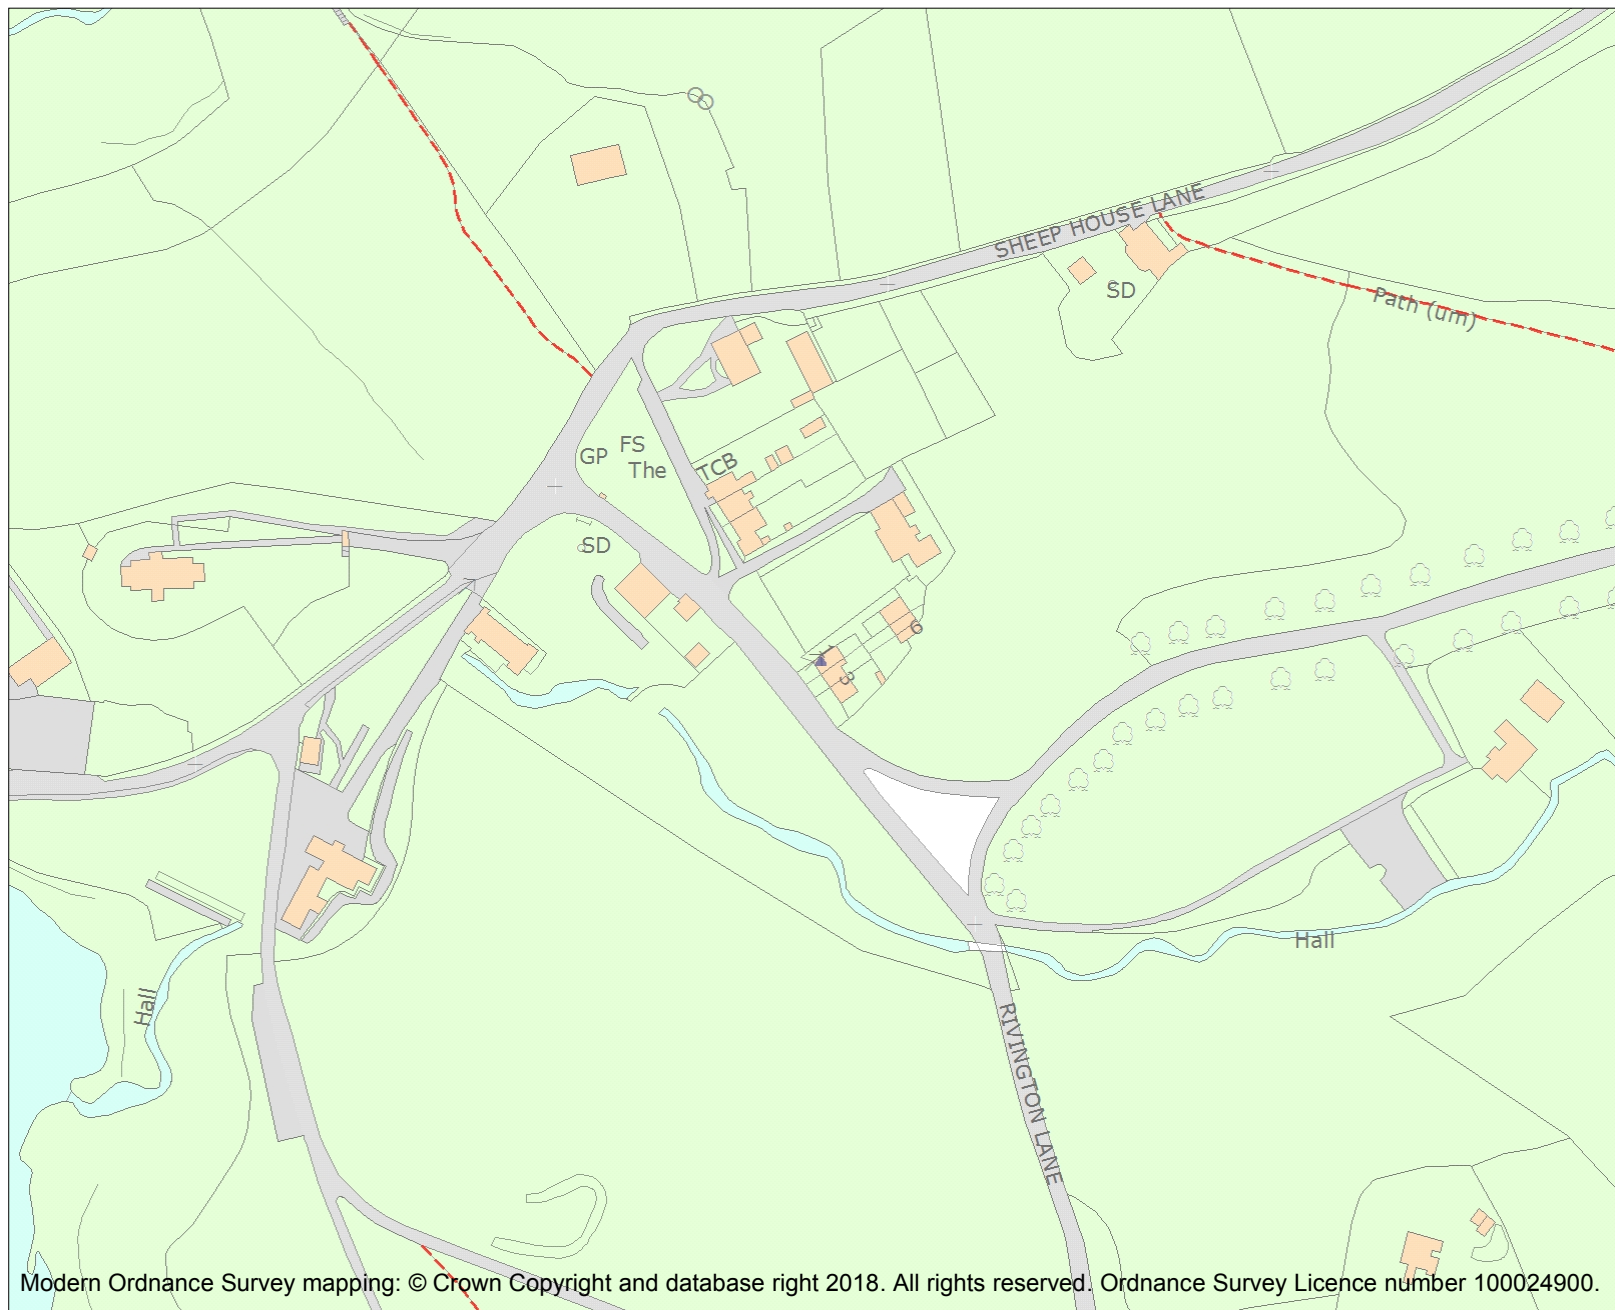 SHEEP HOUSE LANE
SD
Path (um)
FS
GP
The
TCB
SD
6
1
3
Hall
Hall
RIVINGTON LANE
Modern Ordnance Survey mapping: © Crown Copyright and database right 2018. All rights reserved. Ordnance Survey Licence number 100024900.